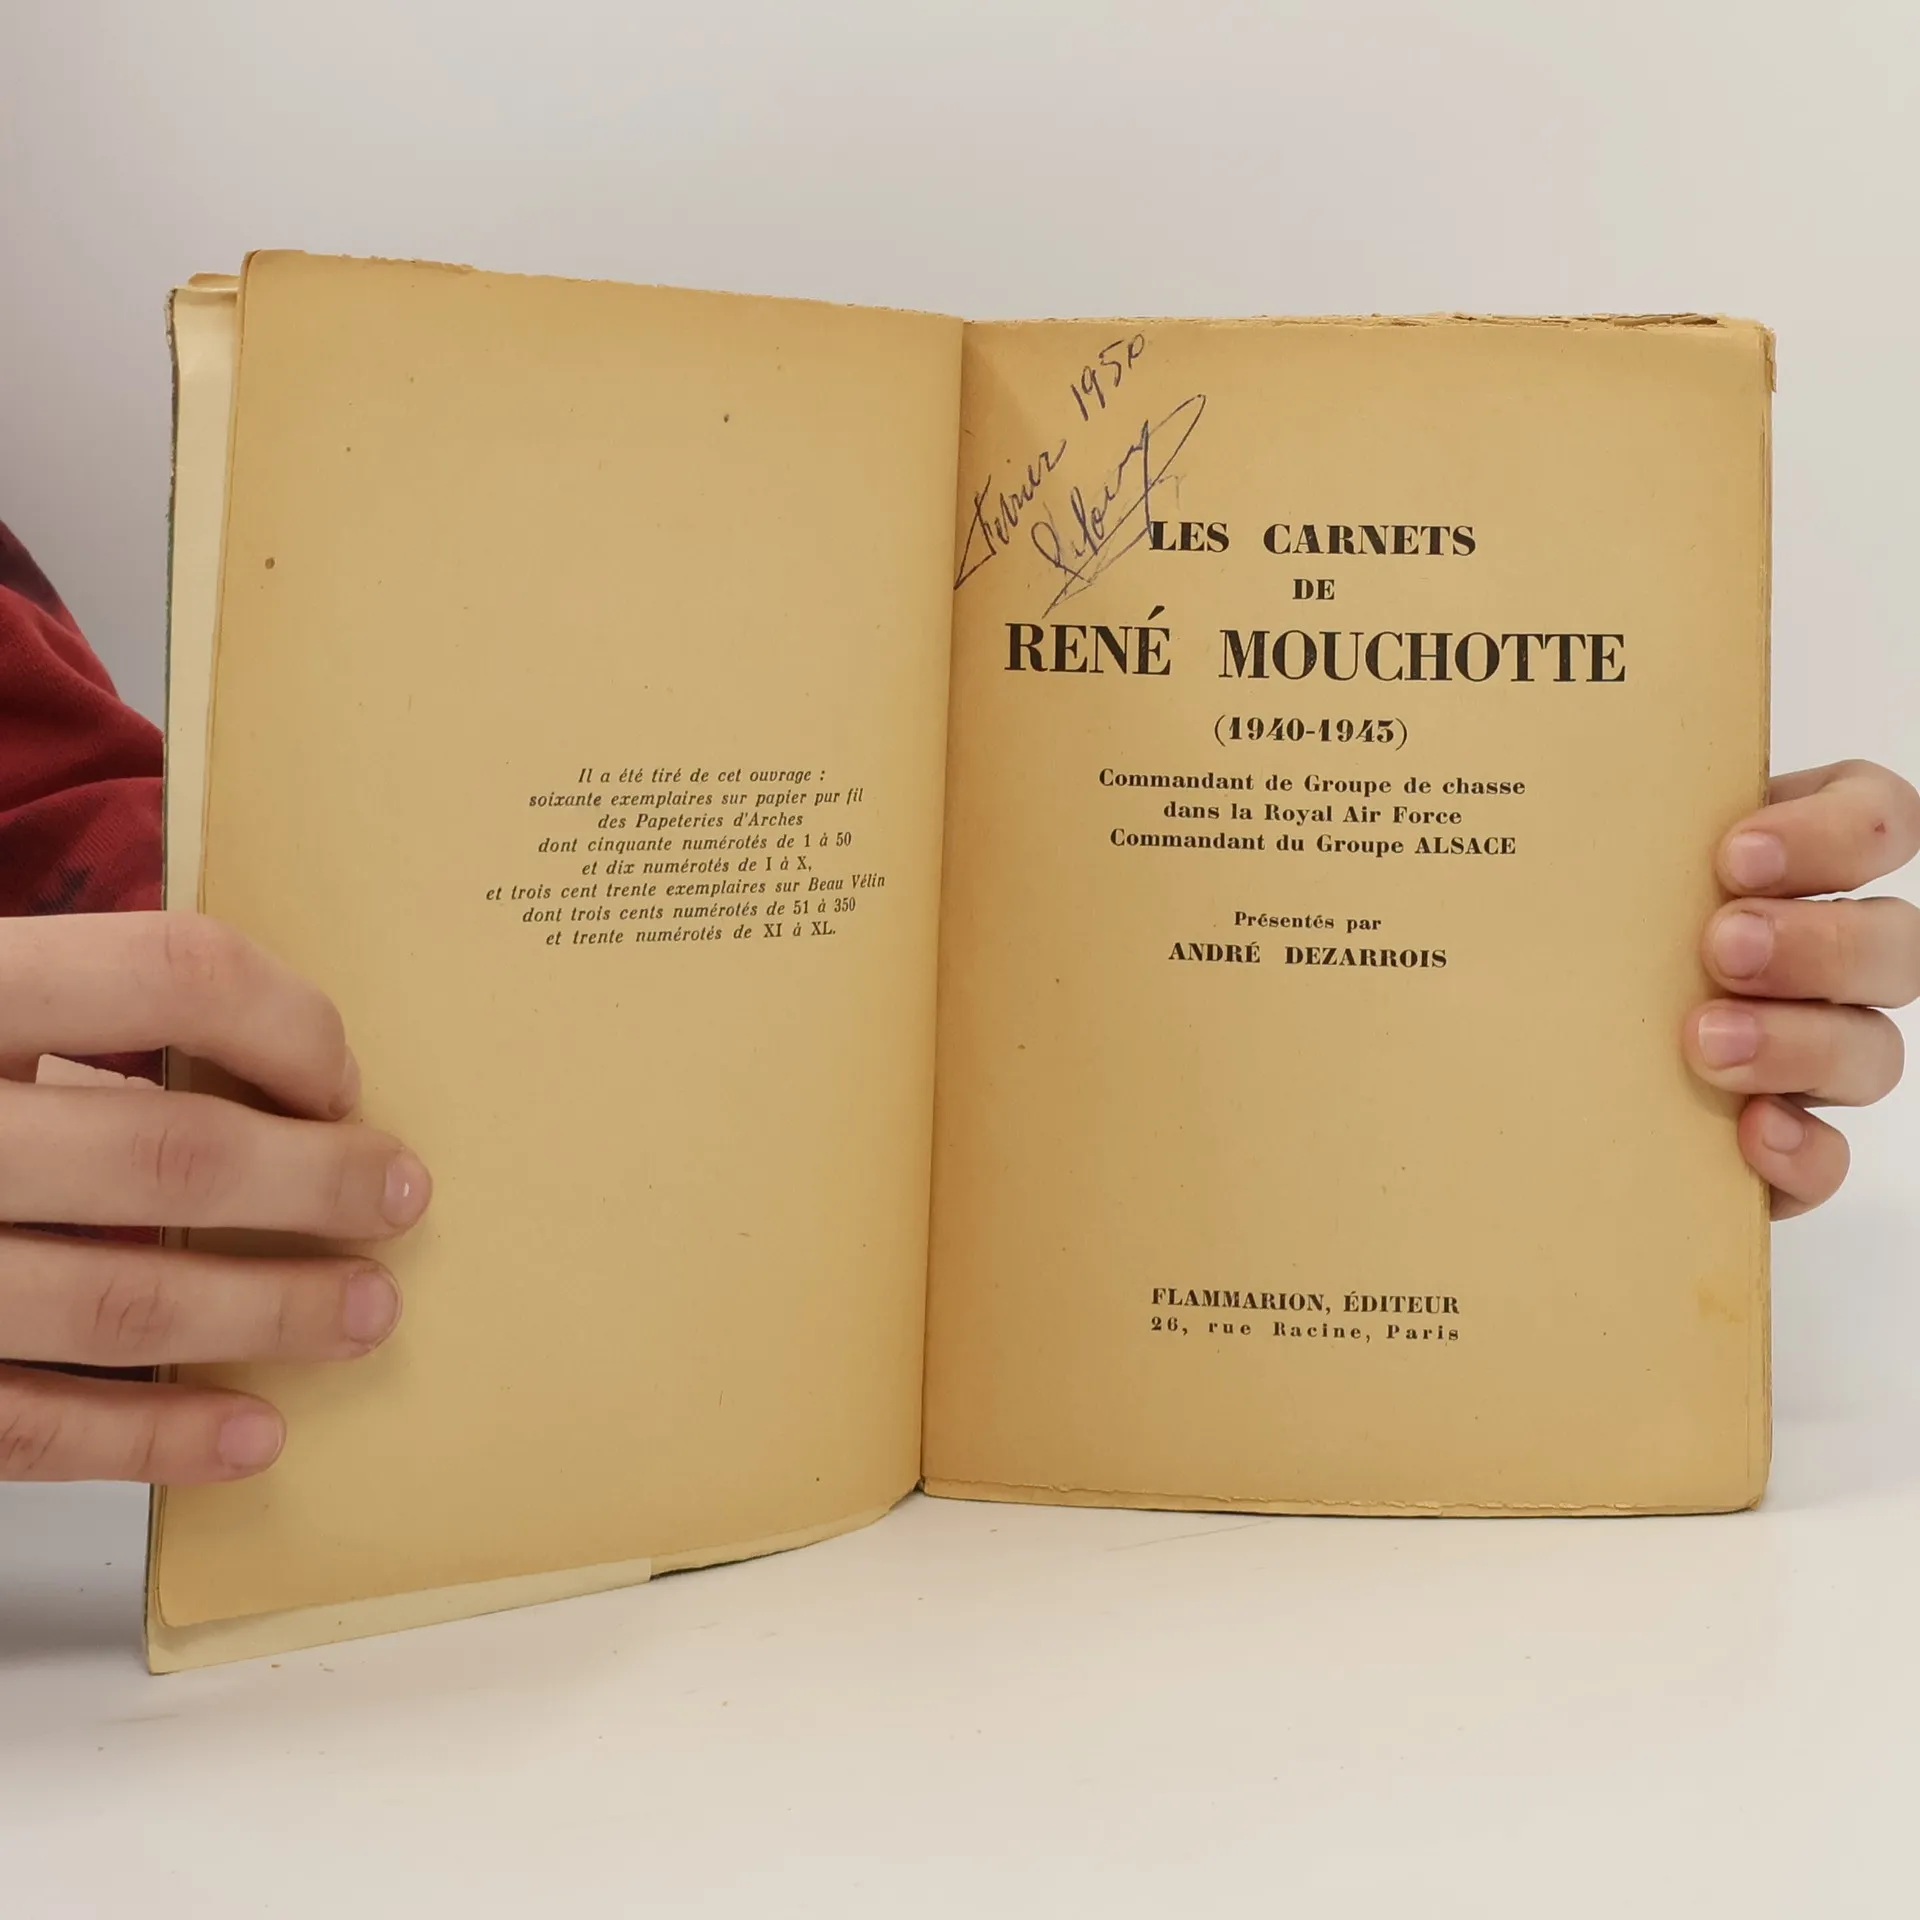 Il a été tiré de cet ouvrage :
soixante exemplaires sur papier pur fil
des Papeteries d'Arches
dont cinquante numérotés de 1 à 50
et dix numérotés de I à X,
et trois cent trente exemplaires sur Beau Vélin
dont trois cents numérotés de 51 à 350
et trente numérotés de XI à XL.
Février 1950
LES CARNETS
DE
RENÉ MOUCHOTTE
(1940-1943)
Commandant de Groupe de chasse
dans la Royal Air Force
Commandant du Groupe ALSACE
Présentés par
ANDRÉ DEZARROIS
FLAMMARION, ÉDITEUR
26, rue Racine, Paris